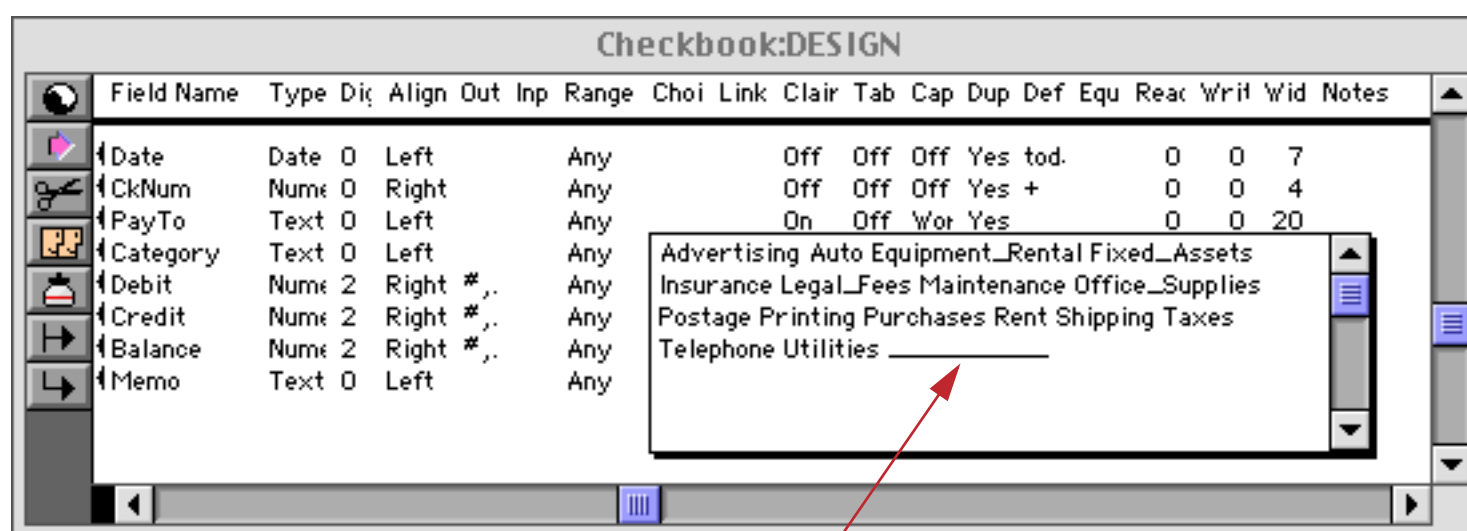 Checkbook:DESIGN
Field Name Type Dig Align Out Inp Range Choi Link Clair Tab Cap Dup Def Equ Read Writ Wid Notes
Date Date 0 Left Any Off Off Off Yes tod. 0 0 7
CkNum Nume 0 Right Any Off Off Off Yes + 0 0 4
PayTo Text 0 Left Any On Off Wor Yes 0 0 20
Category Text 0 Left Any Advertising Auto Equipment_Rental Fixed_Assets
Debit Nume 2 Right #,. Any Insurance Legal_Fees Maintenance Office_Supplies
Credit Nume 2 Right #,. Any Postage Printing Purchases Rent Shipping Taxes
Balance Nume 2 Right #,. Any Telephone Utilities __________
Memo Text 0 Left Any